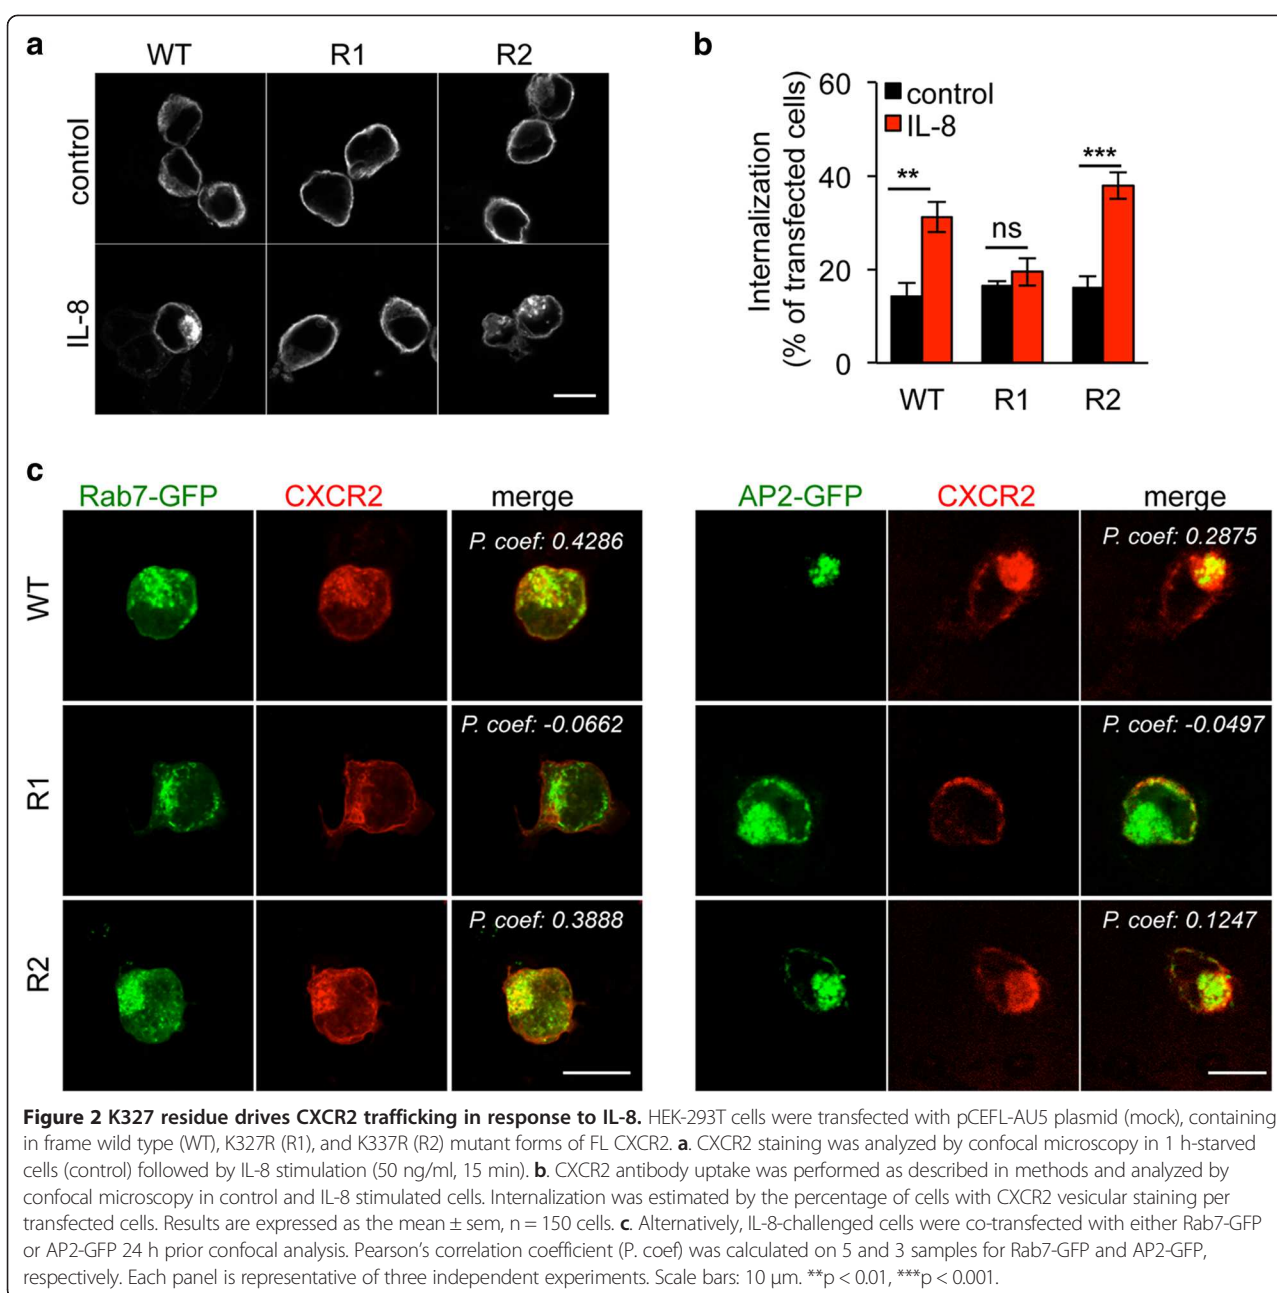 a
WT R1 R2
control
IL-8
b
Internalization
(% of transfected cells)
60
40
20
0
control
IL-8
**
ns
***
WT R1 R2
c
Rab7-GFP CXCR2 merge
AP2-GFP CXCR2 merge
WT
P. coef: 0.4286
P. coef: 0.2875
R1
P. coef: -0.0662
P. coef: -0.0497
R2
P. coef: 0.3888
P. coef: 0.1247
Figure 2 K327 residue drives CXCR2 trafficking in response to IL-8. HEK-293T cells were transfected with pCEFL-AU5 plasmid (mock), containing
in frame wild type (WT), K327R (R1), and K337R (R2) mutant forms of FL CXCR2. a. CXCR2 staining was analyzed by confocal microscopy in 1 h-starved
cells (control) followed by IL-8 stimulation (50 ng/ml, 15 min). b. CXCR2 antibody uptake was performed as described in methods and analyzed by
confocal microscopy in control and IL-8 stimulated cells. Internalization was estimated by the percentage of cells with CXCR2 vesicular staining per
transfected cells. Results are expressed as the mean ± sem, n = 150 cells. c. Alternatively, IL-8-challenged cells were co-transfected with either Rab7-GFP
or AP2-GFP 24 h prior confocal analysis. Pearson's correlation coefficient (P. coef) was calculated on 5 and 3 samples for Rab7-GFP and AP2-GFP,
respectively. Each panel is representative of three independent experiments. Scale bars: 10 μm. **p < 0.01, ***p < 0.001.